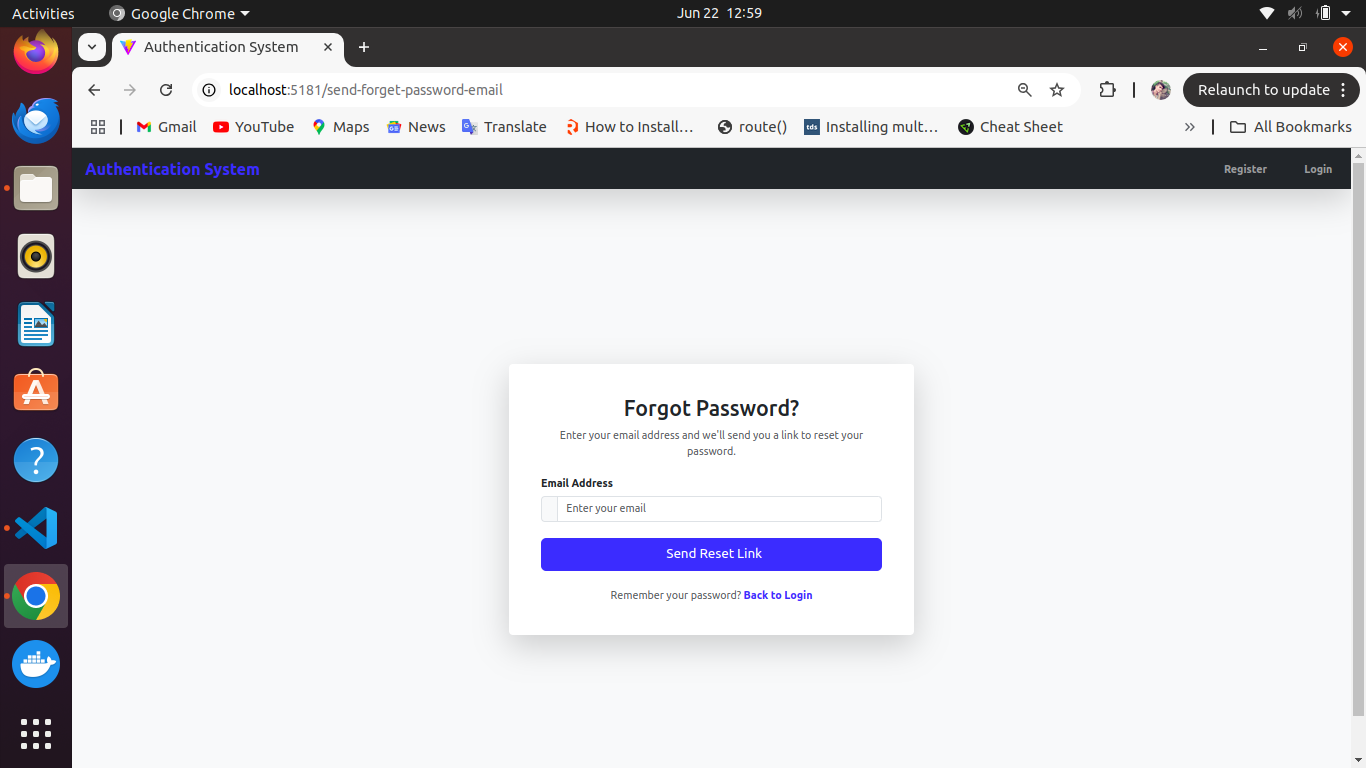 Activities Google Chrome Jun 22 12:59
Authentication System
localhost:5181/send-forget-password-email Relaunch to update
Gmail YouTube Maps News Translate How to Install… route() tds Installing mult… Cheat Sheet » All Bookmarks
Authentication System Register Login
Forgot Password?
Enter your email address and we'll send you a link to reset your
password.
Email Address
Enter your email
Send Reset Link
Remember your password? Back to Login